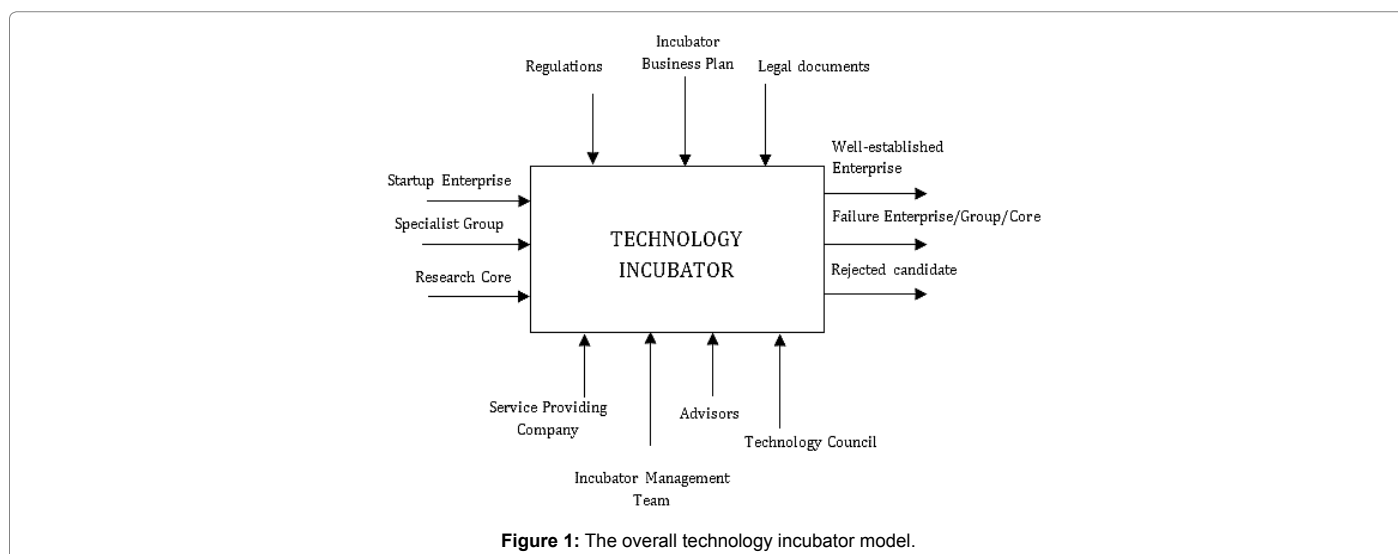 Incubator
Business Plan
Regulations
Legal documents
Well-established
Enterprise
Startup Enterprise
Specialist Group
Failure Enterprise/Group/Core
TECHNOLOGY
INCUBATOR
Research Core
Rejected candidate
Service Providing
Company
Advisors
Technology Council
Incubator Management
Team
Figure 1: The overall technology incubator model.